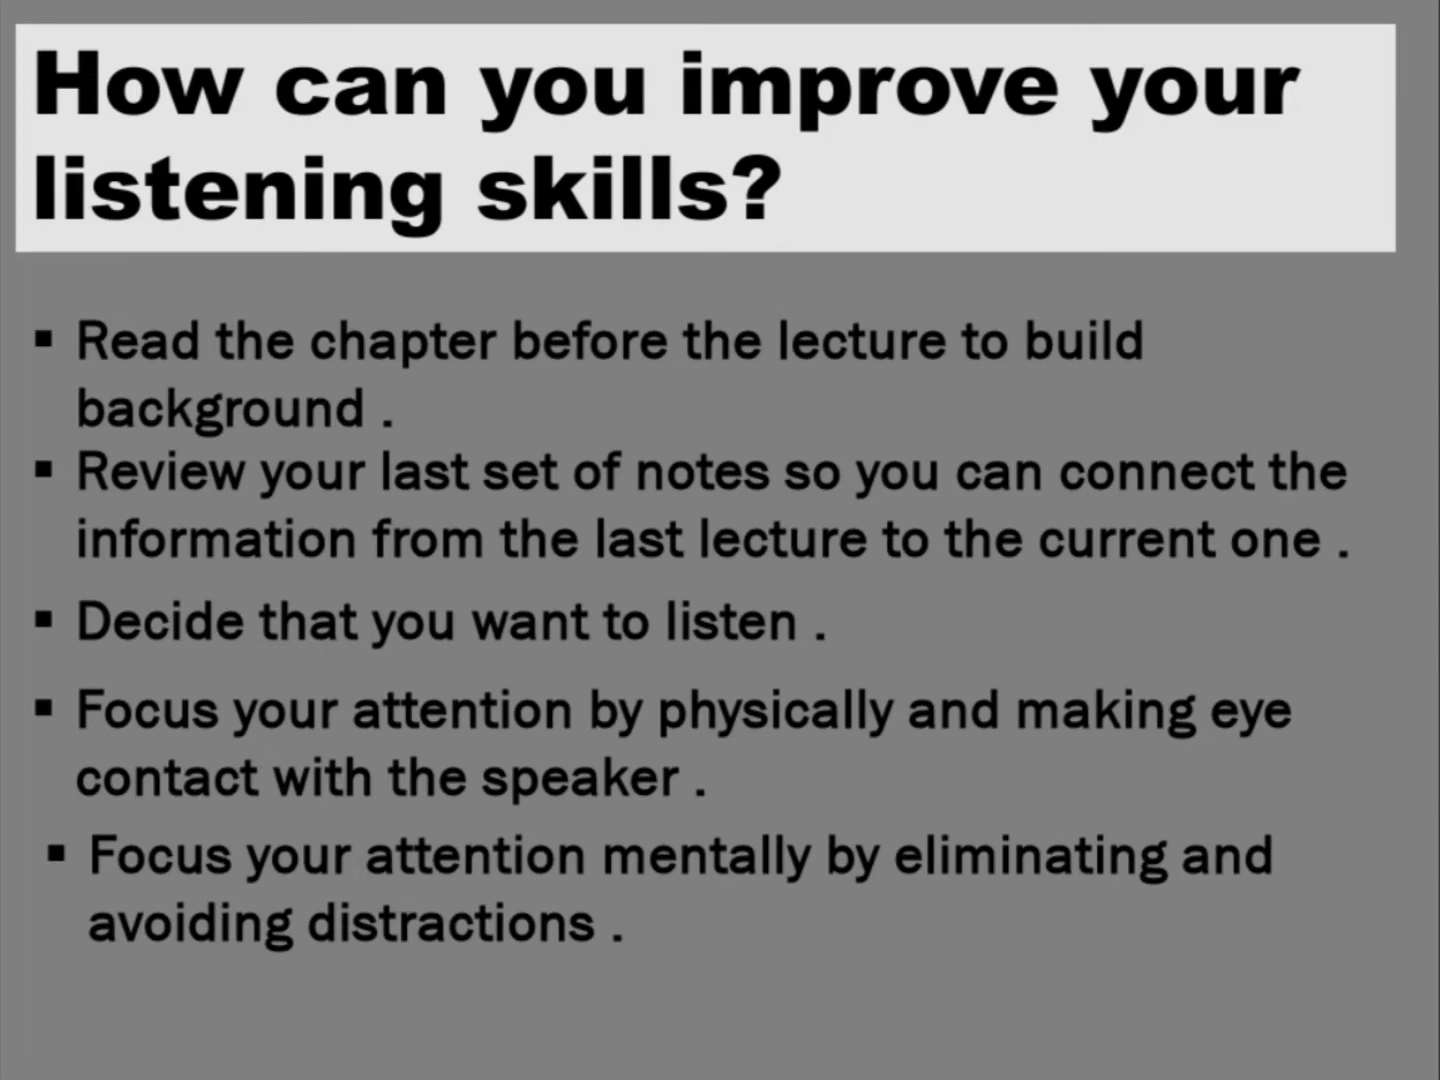 How can you improve your
listening skills?
▪ Read the chapter before the lecture to build
background .
▪ Review your last set of notes so you can connect the
information from the last lecture to the current one .
▪ Decide that you want to listen .
▪ Focus your attention by physically and making eye
contact with the speaker .
▪ Focus your attention mentally by eliminating and
avoiding distractions .